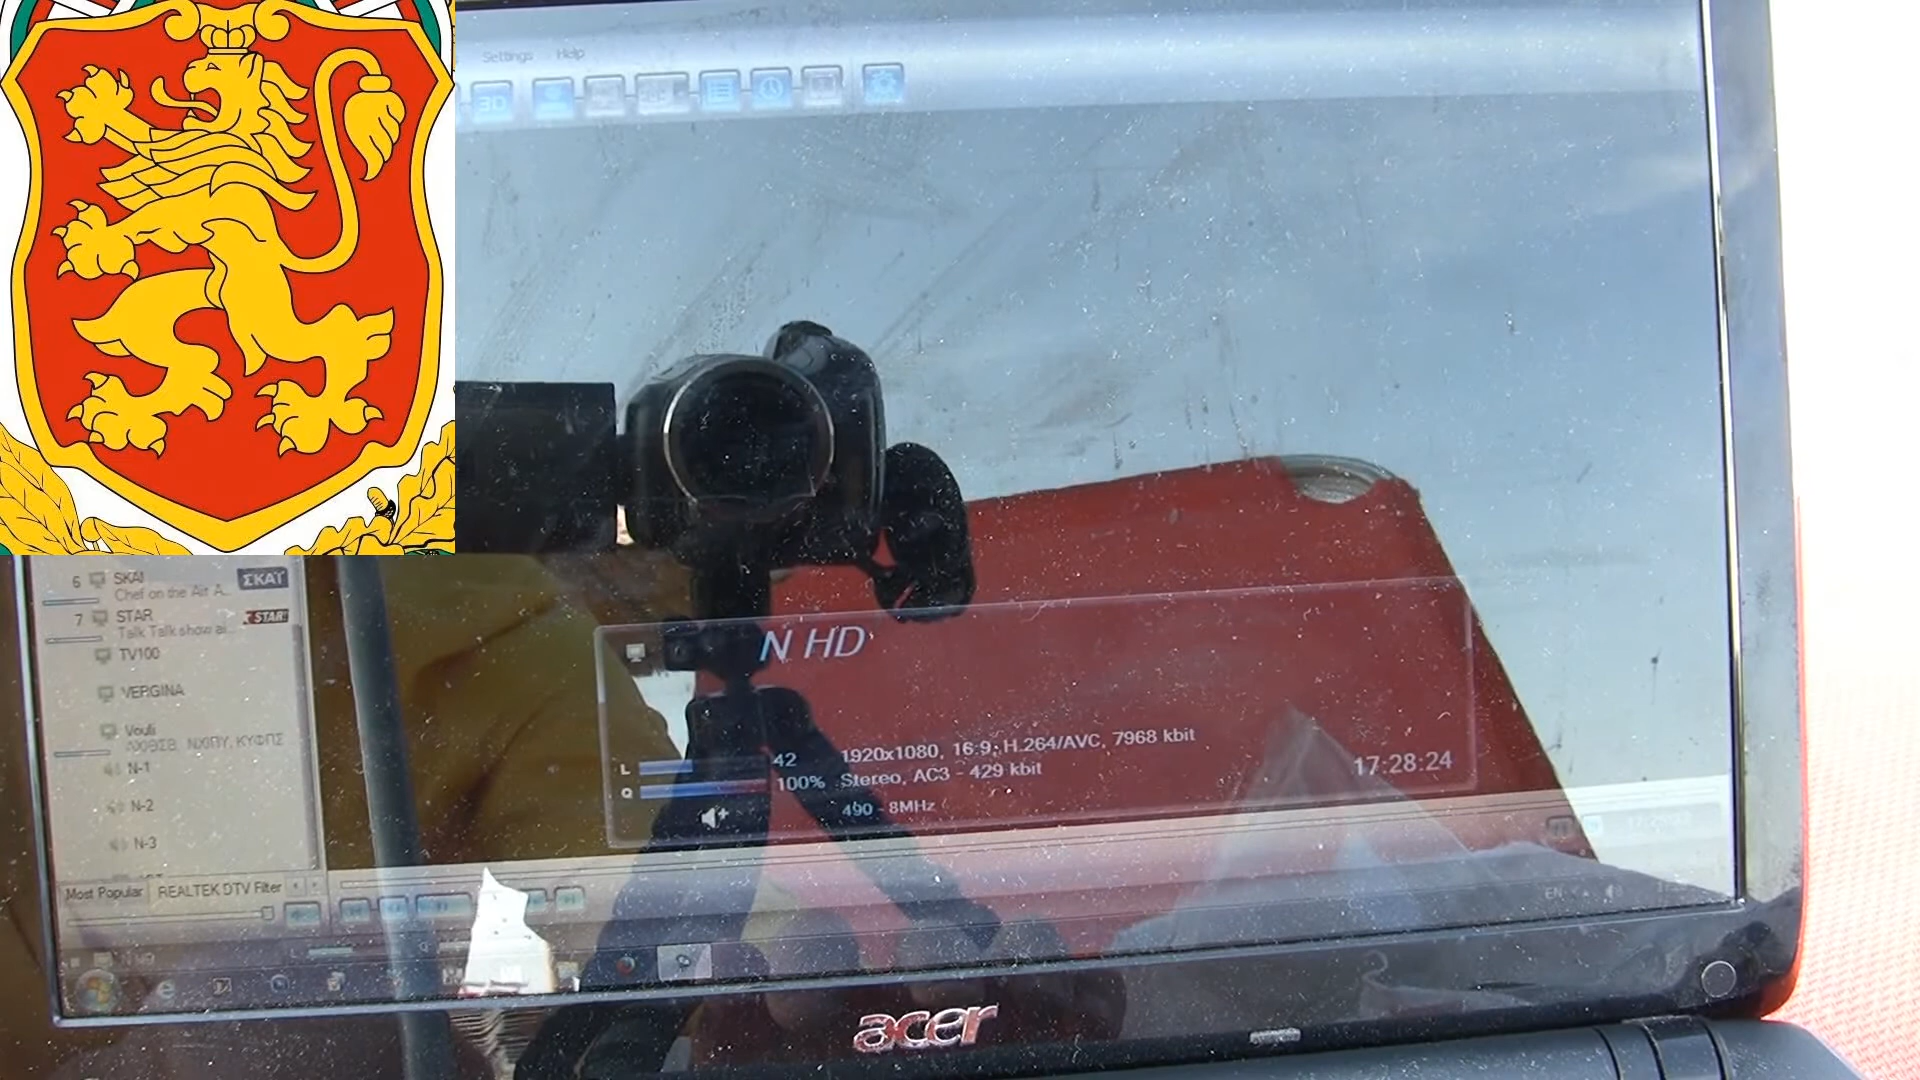 Settings Help
3D
6 SKAI ΣΚΑΪ
Chef on the Air A...
7 STAR STAR!
Talk Talk show ai...
TV100
VERGINA
Vouli
N-1
N-2
N-3
Most Popular REALTEK DTV Filter
N HD
L 42 1920x1080, 16:9, H.264/AVC, 7968 kbit
Q 100% Stereo, AC3 - 429 kbit
490 - 8MHz
17:28:24
EN
acer